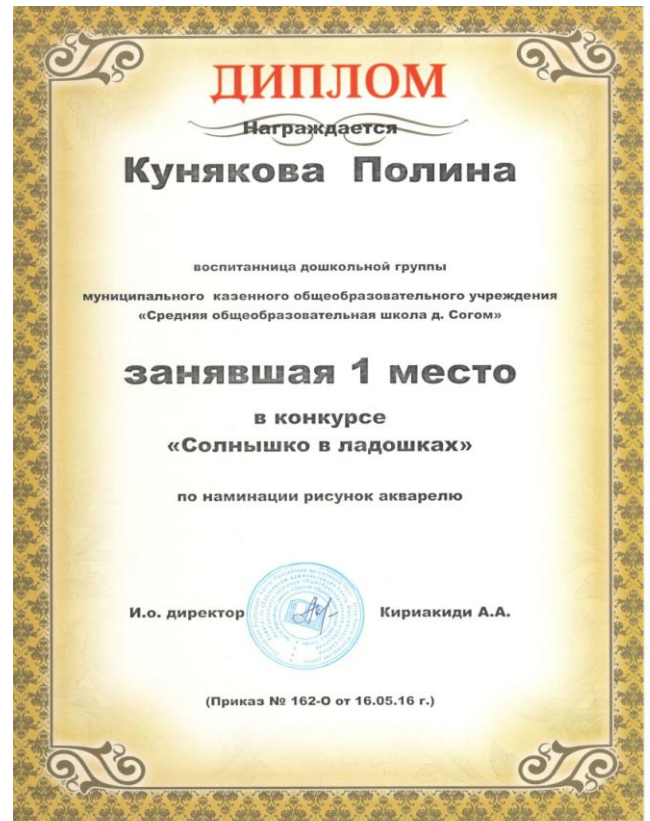 ДИПЛОМ
Награждается
Кунякова Полина
воспитанница дошкольной группы
муниципального казенного общеобразовательного учреждения
«Средняя общеобразовательная школа д. Согом»
занявшая 1 место
в конкурсе
«Солнышко в ладошках»
по наминации рисунок акварелю
И.о. директор Кириакиди А.А.
(Приказ № 162-О от 16.05.16 г.)